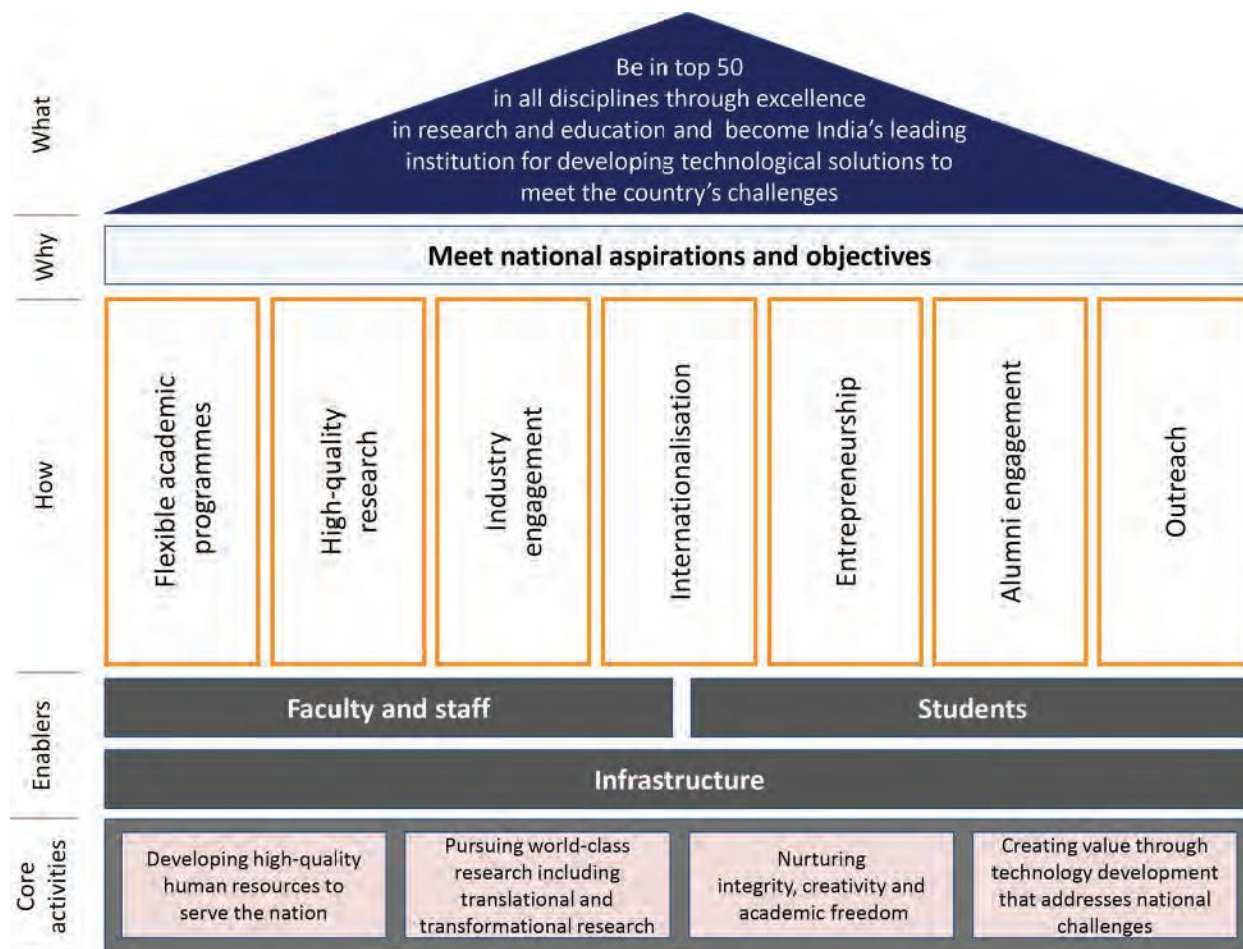 What
Be in top 50
in all disciplines through excellence
in research and education and become India's leading
institution for developing technological solutions to
meet the country's challenges
Why
Meet national aspirations and objectives
How
Flexible academic
programmes
High-quality
research
Industry
engagement
Internationalisation
Entrepreneurship
Alumni engagement
Outreach
Enablers
Faculty and staff
Students
Infrastructure
Core
activities
Developing high-quality
human resources to
serve the nation
Pursuing world-class
research including
translational and
transformational research
Nurturing
integrity, creativity and
academic freedom
Creating value through
technology development
that addresses national
challenges